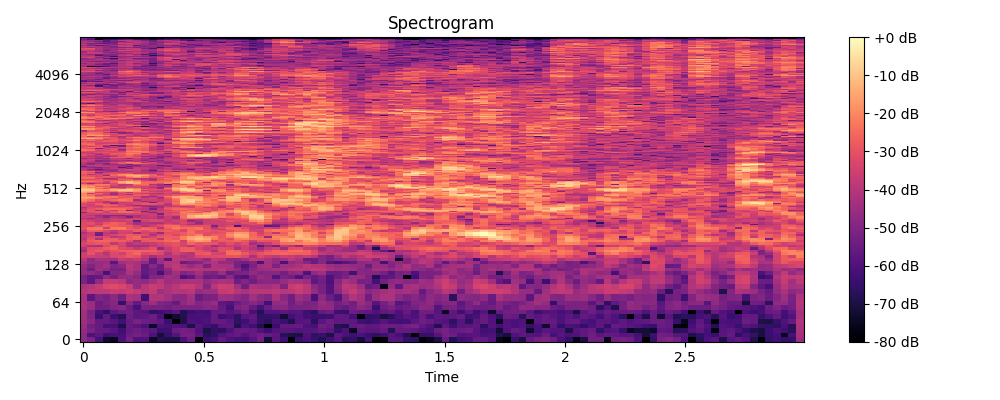 Spectrogram
Hz
4096
2048
1024
512
256
128
64
0
0
0.5
1
1.5
2
2.5
Time
+0 dB
-10 dB
-20 dB
-30 dB
-40 dB
-50 dB
-60 dB
-70 dB
-80 dB